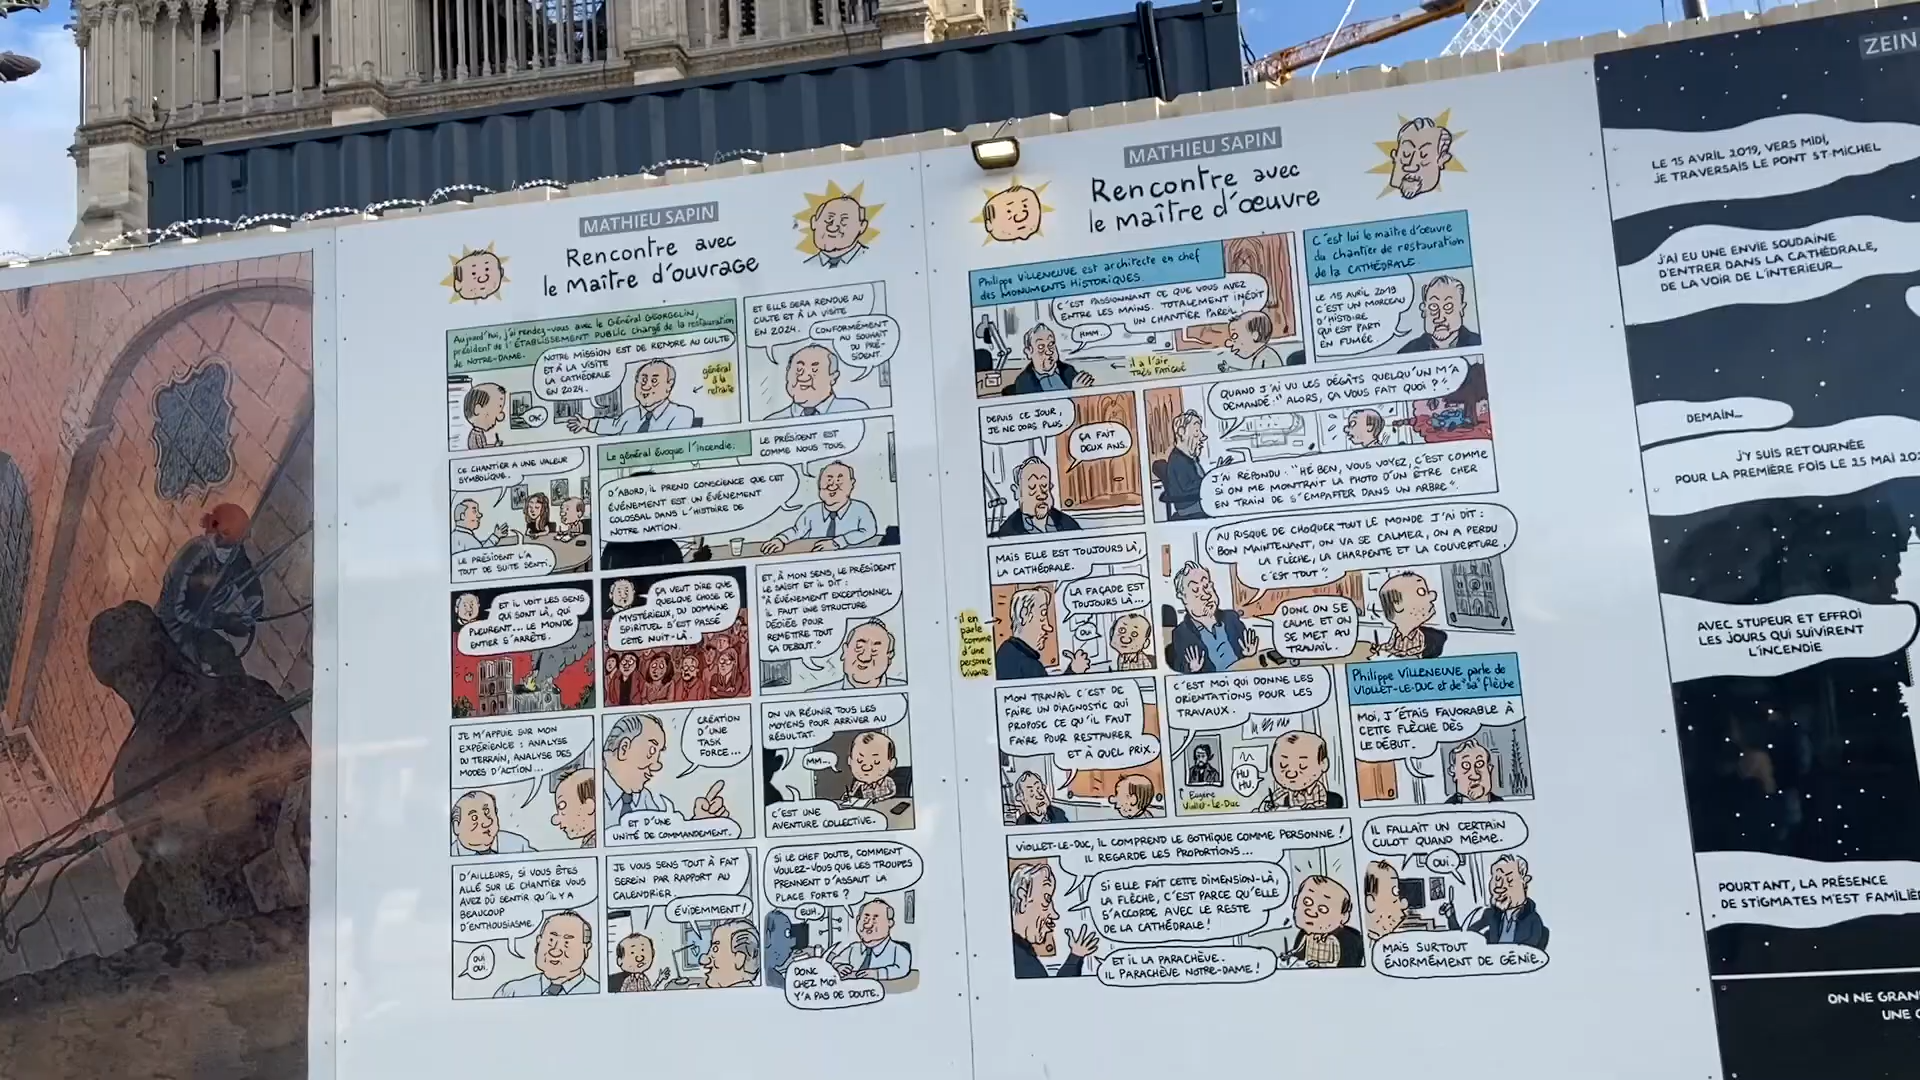 MATHIEU SAPIN
Rencontre avec
le maître d'ouvrage
Aujourd'hui, j'ai rendez-vous avec le Général GEORGELIN,
président de l'ÉTABLISSEMENT PUBLIC chargé de la restauration
de NOTRE-DAME.
NOTRE MISSION EST DE RENDRE AU CULTE
ET À LA VISITE
LA CATHÉDRALE
EN 2024.
OK.
général
à la
retraite
ET ELLE SERA RENDUE AU
CULTE ET À LA VISITE
EN 2024.
CONFORMÉMENT
AU SOUHAIT
DU PRÉ-
SIDENT.
CE CHANTIER A UNE VALEUR
SYMBOLIQUE.
LE PRÉSIDENT L'A
TOUT DE SUITE SENTI.
Le général évoque l'incendie.
LE PRÉSIDENT EST
COMME NOUS TOUS.
D'ABORD, IL PREND CONSCIENCE QUE CET
ÉVÉNEMENT EST UN ÉVÉNEMENT
COLOSSAL DANS L'HISTOIRE DE
NOTRE NATION.
ET IL VOIT LES GENS
QUI SONT LÀ, QUI
PLEURENT... LE MONDE
ENTIER S'ARRÊTE.
ÇA VEUT DIRE QUE
QUELQUE CHOSE DE
MYSTÉRIEUX, DU DOMAINE
SPIRITUEL S'EST PASSÉ
CETTE NUIT-LÀ.
ET, À MON SENS, LE PRÉSIDENT
LE SAISIT ET IL DIT :
"À ÉVÉNEMENT EXCEPTIONNEL
IL FAUT UNE STRUCTURE
DÉDIÉE POUR
REMETTRE TOUT
ÇA DEBOUT."
JE M'APPUIE SUR MON
EXPÉRIENCE : ANALYSE
DU TERRAIN, ANALYSE DES
MODES D'ACTION...
CRÉATION
D'UNE
TASK
FORCE...
ET D'UNE
UNITÉ DE COMMANDEMENT.
ON VA RÉUNIR TOUS LES
MOYENS POUR ARRIVER AU
RÉSULTAT.
MM...
C'EST UNE
AVENTURE COLLECTIVE.
D'AILLEURS, SI VOUS ÊTES
ALLÉ SUR LE CHANTIER VOUS
AVEZ DÛ SENTIR QU'IL Y A
BEAUCOUP
D'ENTHOUSIASME.
OUI
OUI.
JE VOUS SENS TOUT À FAIT
SEREIN PAR RAPPORT AU
CALENDRIER.
ÉVIDEMMENT !
SI LE CHEF DOUTE, COMMENT
VOULEZ-VOUS QUE LES TROUPES
PRENNENT D'ASSAUT LA
PLACE FORTE ?
EUH.
DONC
CHEZ MOI
Y'A PAS DE DOUTE.
MATHIEU SAPIN
Rencontre avec
le maître d'œuvre
Philippe VILLENEUVE est architecte en chef
des MONUMENTS HISTORIQUES.
C'EST PASSIONNANT CE QUE VOUS AVEZ
ENTRE LES MAINS. TOTALEMENT INÉDIT
UN CHANTIER PAREIL.
HMM...
il a l'air
TRÈS FATIGUÉ
C'est lui le maître d'œuvre
du chantier de restauration
de la CATHÉDRALE.
LE 15 AVRIL 2019
C'EST UN MORCEAU
D'HISTOIRE
QUI EST PARTI
EN FUMÉE.
DEPUIS CE JOUR,
JE NE DORS PLUS.
ÇA FAIT
DEUX ANS.
QUAND J'AI VU LES DÉGÂTS QUELQU'UN M'A
DEMANDÉ : "ALORS, ÇA VOUS FAIT QUOI ?"
J'AI RÉPONDU : "HÉ BEN, VOUS VOYEZ, C'EST COMME
SI ON ME MONTRAIT LA PHOTO D'UN ÊTRE CHER
EN TRAIN DE S'EMPAFFER DANS UN ARBRE".
MAIS ELLE EST TOUJOURS LÀ,
LA CATHÉDRALE.
LA FAÇADE EST
TOUJOURS LÀ...
OUI
il en
parle
comme
d'une
personne
vivante
AU RISQUE DE CHOQUER TOUT LE MONDE J'AI DIT :
"BON MAINTENANT, ON VA SE CALMER, ON A PERDU
LA FLÈCHE, LA CHARPENTE ET LA COUVERTURE,
C'EST TOUT".
DONC ON SE
CALME ET ON
SE MET AU
TRAVAIL.
MON TRAVAIL C'EST DE
FAIRE UN DIAGNOSTIC QUI
PROPOSE CE QU'IL FAUT
FAIRE POUR RESTAURER
ET À QUEL PRIX.
C'EST MOI QUI DONNE LES
ORIENTATIONS POUR LES
TRAVAUX.
HU
HU.
Eugène
Viollet-Le-Duc
Philippe VILLENEUVE parle de
VIOLLET-LE-DUC et de "sa" flèche
MOI, J'ÉTAIS FAVORABLE À
CETTE FLÈCHE DÈS
LE DÉBUT.
VIOLLET-LE-DUC, IL COMPREND LE GOTHIQUE COMME PERSONNE !
IL REGARDE LES PROPORTIONS...
SI ELLE FAIT CETTE DIMENSION-LÀ,
LA FLÈCHE, C'EST PARCE QU'ELLE
S'ACCORDE AVEC LE RESTE
DE LA CATHÉDRALE !
ET IL LA PARACHÈVE.
IL PARACHÈVE NOTRE-DAME !
IL FALLAIT UN CERTAIN
CULOT QUAND MÊME.
OUI.
MAIS SURTOUT
ÉNORMÉMENT DE GÉNIE.
ZEIN
LE 15 AVRIL 2019, VERS MIDI,
JE TRAVERSAIS LE PONT ST-MICHEL
J'AI EU UNE ENVIE SOUDAINE
D'ENTRER DANS LA CATHÉDRALE,
DE LA VOIR DE L'INTERIEUR...
DEMAIN...
J'Y SUIS RETOURNÉE
POUR LA PREMIÈRE FOIS LE 25 MAI 202
AVEC STUPEUR ET EFFROI
LES JOURS QUI SUIVIRENT
L'INCENDIE
POURTANT, LA PRÉSENCE
DE STIGMATES M'EST FAMILIÈ
ON NE GRAN
UNE